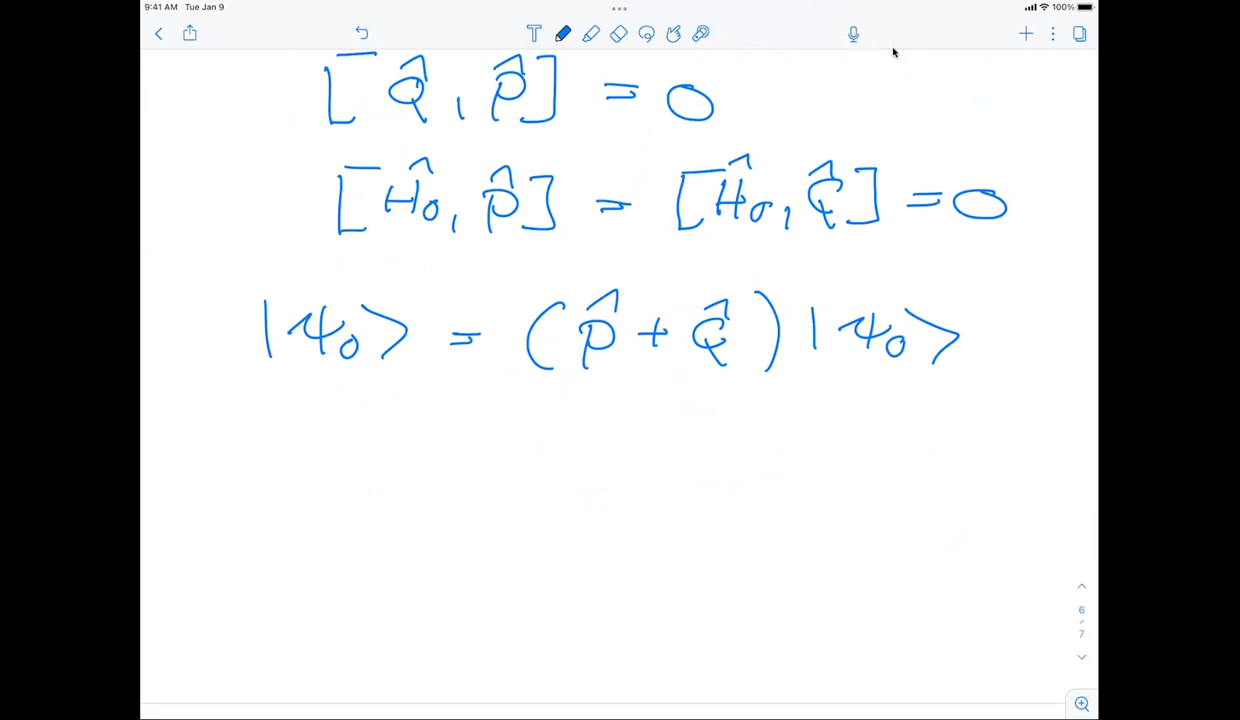 9:41 AM Tue Jan 9 100%
[Q̂, P̂] = 0
[Ĥ₀, P̂] = [Ĥ₀, Q̂] = 0
|ψ₀⟩ = (P̂ + Q̂) |ψ₀⟩
6
/
7